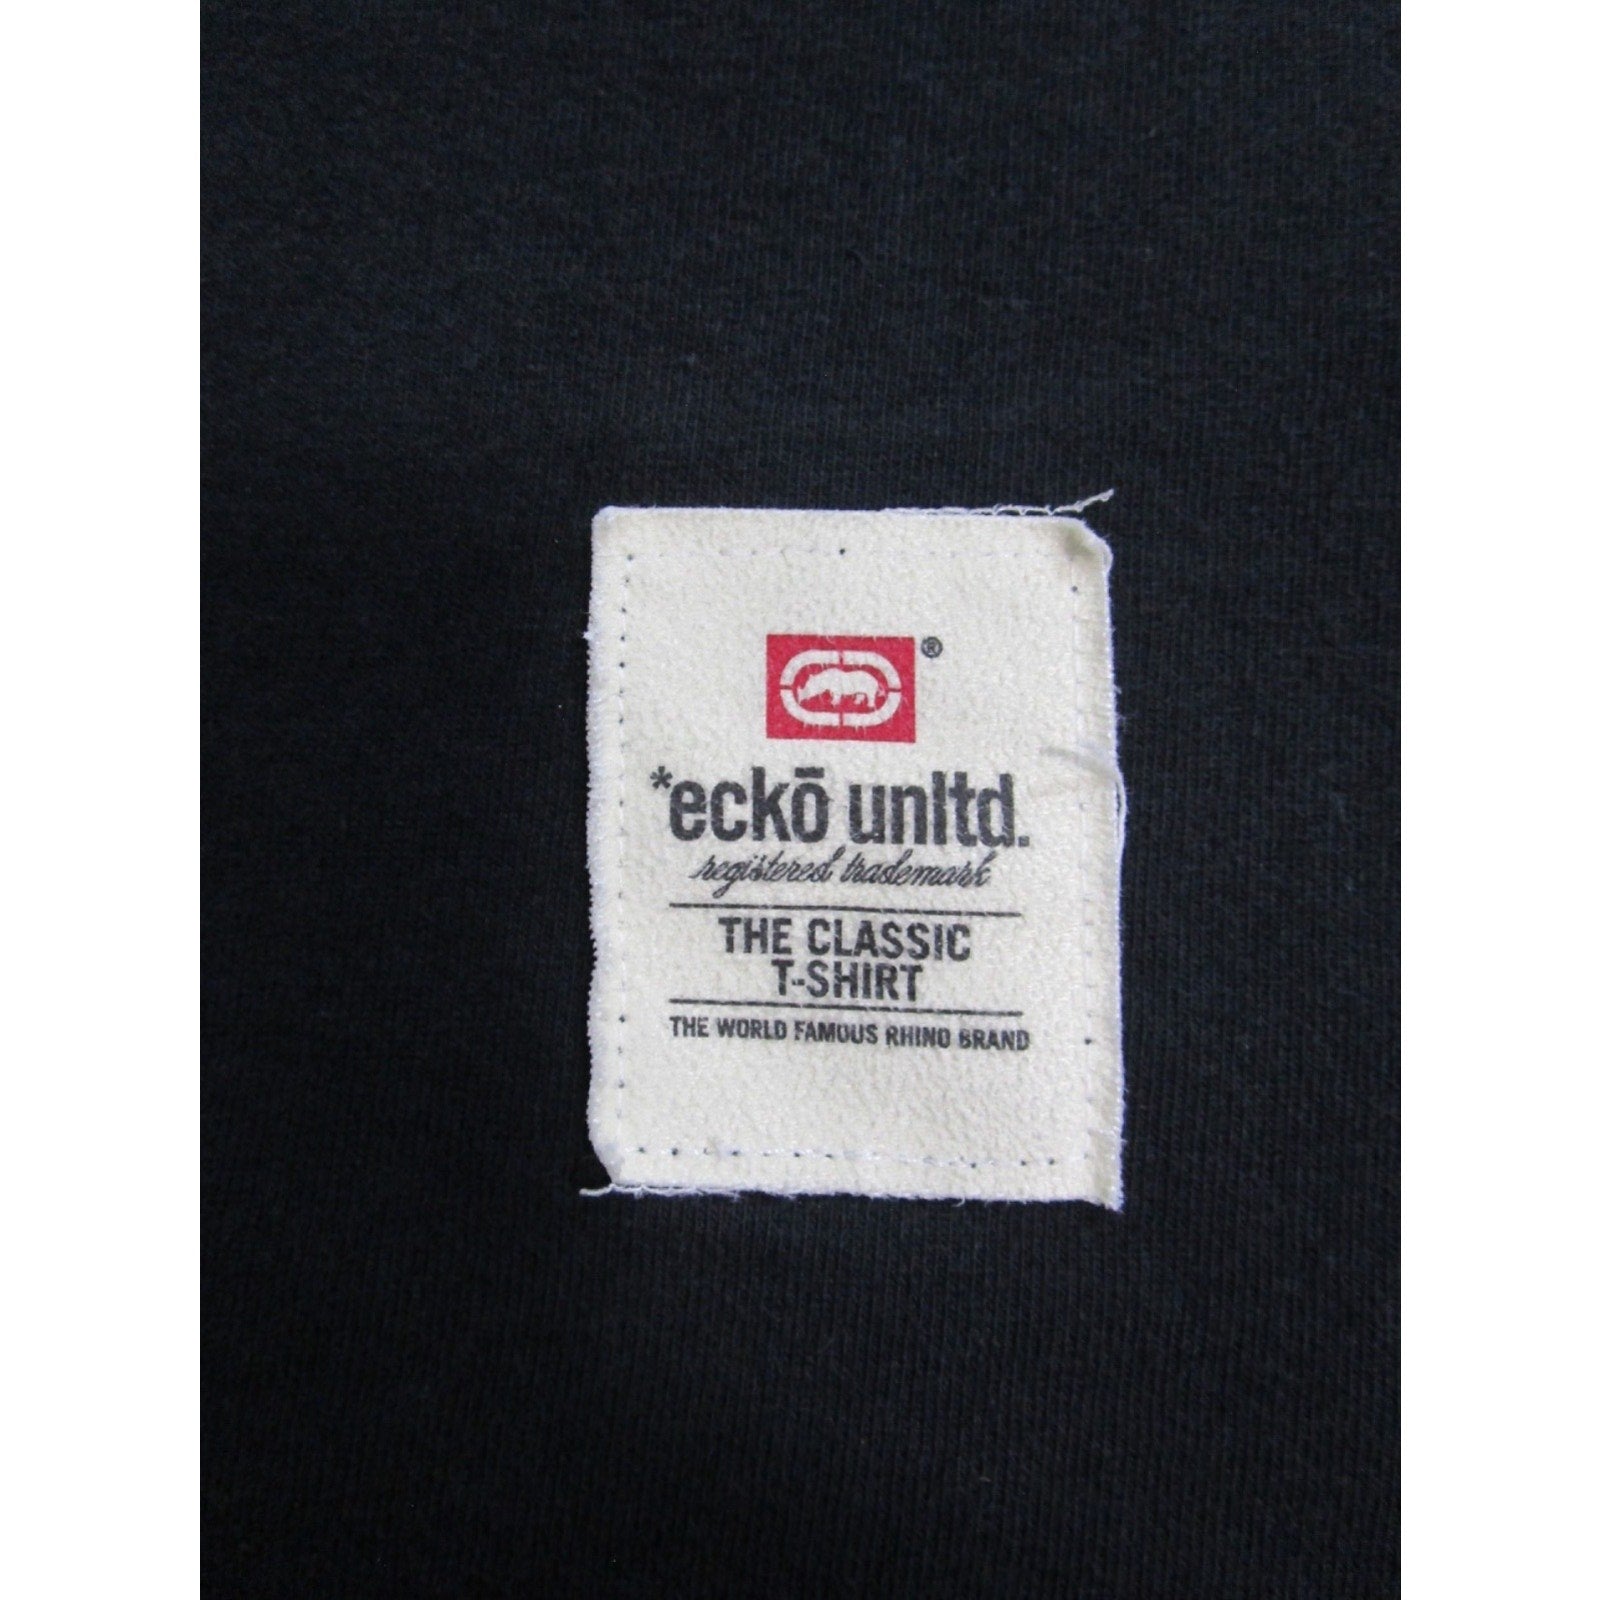 ®
*eckō unltd.
registered trademark
THE CLASSIC
T-SHIRT
THE WORLD FAMOUS RHINO BRAND